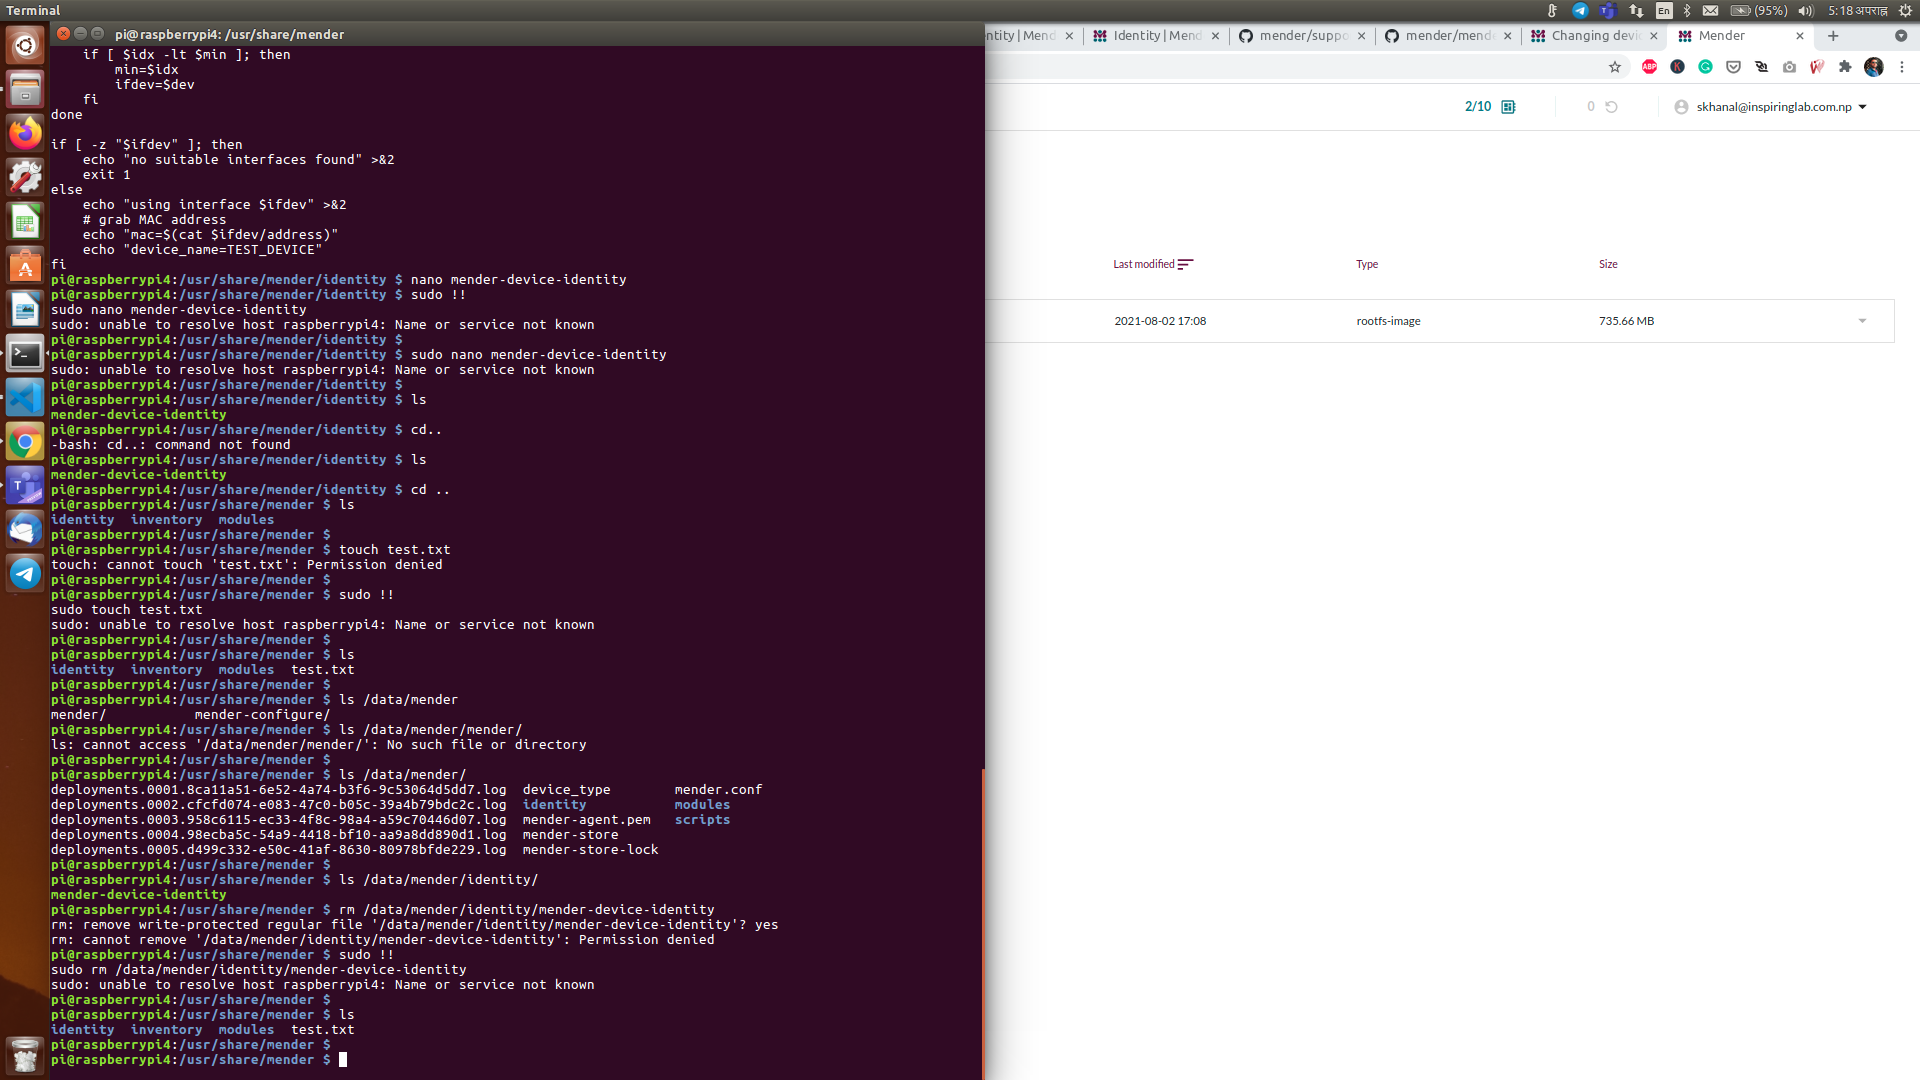 Terminal
En
(95%)
5:18 अपराह्न
pi@raspberrypi4: /usr/share/mender
    if [ $idx -lt $min ]; then
        min=$idx
        ifdev=$dev
    fi
done
if [ -z "$ifdev" ]; then
    echo "no suitable interfaces found" >&2
    exit 1
else
    echo "using interface $ifdev" >&2
    # grab MAC address
    echo "mac=$(cat $ifdev/address)"
    echo "device_name=TEST_DEVICE"
fi
pi@raspberrypi4:/usr/share/mender/identity $ nano mender-device-identity
pi@raspberrypi4:/usr/share/mender/identity $ sudo !!
sudo nano mender-device-identity
sudo: unable to resolve host raspberrypi4: Name or service not known
pi@raspberrypi4:/usr/share/mender/identity $
pi@raspberrypi4:/usr/share/mender/identity $ sudo nano mender-device-identity
sudo: unable to resolve host raspberrypi4: Name or service not known
pi@raspberrypi4:/usr/share/mender/identity $
pi@raspberrypi4:/usr/share/mender/identity $ ls
mender-device-identity
pi@raspberrypi4:/usr/share/mender/identity $ cd..
-bash: cd..: command not found
pi@raspberrypi4:/usr/share/mender/identity $ ls
mender-device-identity
pi@raspberrypi4:/usr/share/mender/identity $ cd ..
pi@raspberrypi4:/usr/share/mender $ ls
identity  inventory  modules
pi@raspberrypi4:/usr/share/mender $
pi@raspberrypi4:/usr/share/mender $ touch test.txt
touch: cannot touch 'test.txt': Permission denied
pi@raspberrypi4:/usr/share/mender $
pi@raspberrypi4:/usr/share/mender $ sudo !!
sudo touch test.txt
sudo: unable to resolve host raspberrypi4: Name or service not known
pi@raspberrypi4:/usr/share/mender $
pi@raspberrypi4:/usr/share/mender $ ls
identity  inventory  modules  test.txt
pi@raspberrypi4:/usr/share/mender $
pi@raspberrypi4:/usr/share/mender $ ls /data/mender
mender/           mender-configure/
pi@raspberrypi4:/usr/share/mender $ ls /data/mender/mender/
ls: cannot access '/data/mender/mender/': No such file or directory
pi@raspberrypi4:/usr/share/mender $
pi@raspberrypi4:/usr/share/mender $ ls /data/mender/
deployments.0001.8ca11a51-6e52-4a74-b3f6-9c53064d5dd7.log  device_type        mender.conf
deployments.0002.cfcfd074-e083-47c0-b05c-39a4b79bdc2c.log  identity           modules
deployments.0003.958c6115-ec33-4f8c-98a4-a59c70446d07.log  mender-agent.pem   scripts
deployments.0004.98ecba5c-54a9-4418-bf10-aa9a8dd890d1.log  mender-store
deployments.0005.d499c332-e50c-41af-8630-80978bfde229.log  mender-store-lock
pi@raspberrypi4:/usr/share/mender $
pi@raspberrypi4:/usr/share/mender $ ls /data/mender/identity/
mender-device-identity
pi@raspberrypi4:/usr/share/mender $ rm /data/mender/identity/mender-device-identity
rm: remove write-protected regular file '/data/mender/identity/mender-device-identity'? yes
rm: cannot remove '/data/mender/identity/mender-device-identity': Permission denied
pi@raspberrypi4:/usr/share/mender $ sudo !!
sudo rm /data/mender/identity/mender-device-identity
sudo: unable to resolve host raspberrypi4: Name or service not known
pi@raspberrypi4:/usr/share/mender $
pi@raspberrypi4:/usr/share/mender $ ls
identity  inventory  modules  test.txt
pi@raspberrypi4:/usr/share/mender $
pi@raspberrypi4:/usr/share/mender $
ntity | Mend
Identity | Mend
mender/suppo
mender/mend
Changing devi
Mender
ABP
2/10
0
skhanal@inspiringlab.com.np
Last modified
Type
Size
2021-08-02 17:08
rootfs-image
735.66 MB